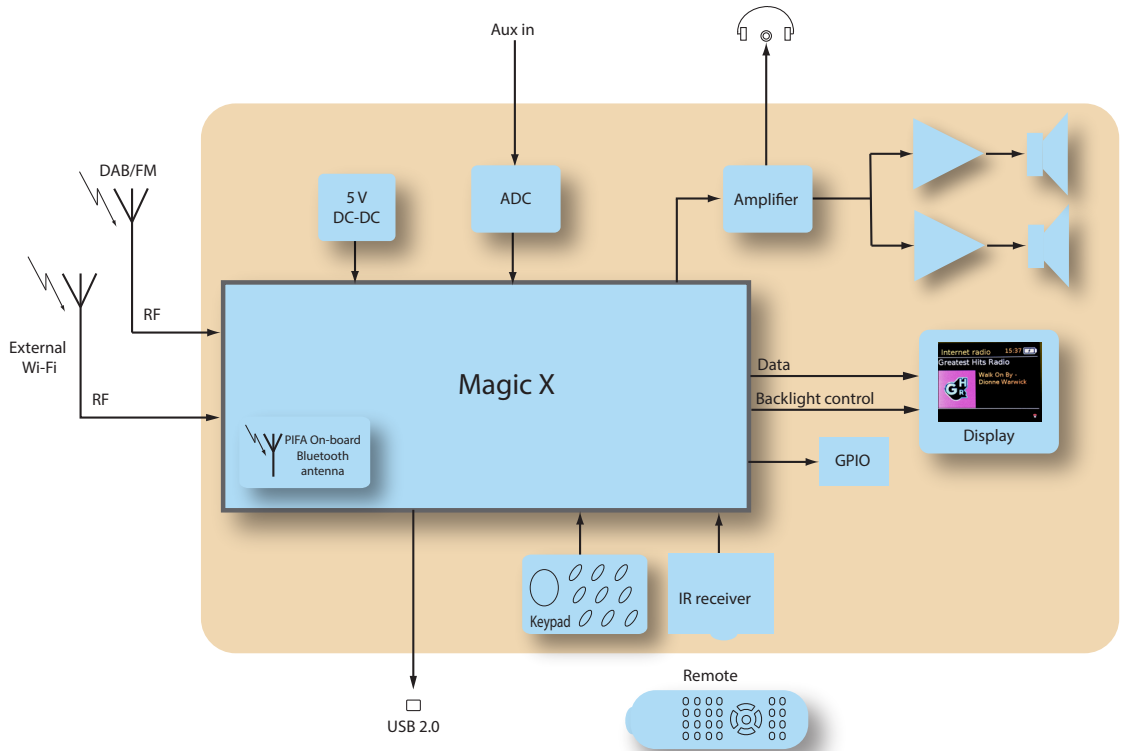 Aux in
DAB/FM
5 V
DC-DC
ADC
Amplifier
RF
External
Wi-Fi
RF
Magic X
PIFA On-board
Bluetooth
antenna
Data
Backlight control
Internet radio 15:37
Greatest Hits Radio
GHR
Walk On By -
Dionne Warwick
Display
GPIO
Keypad
IR receiver
Remote
USB 2.0